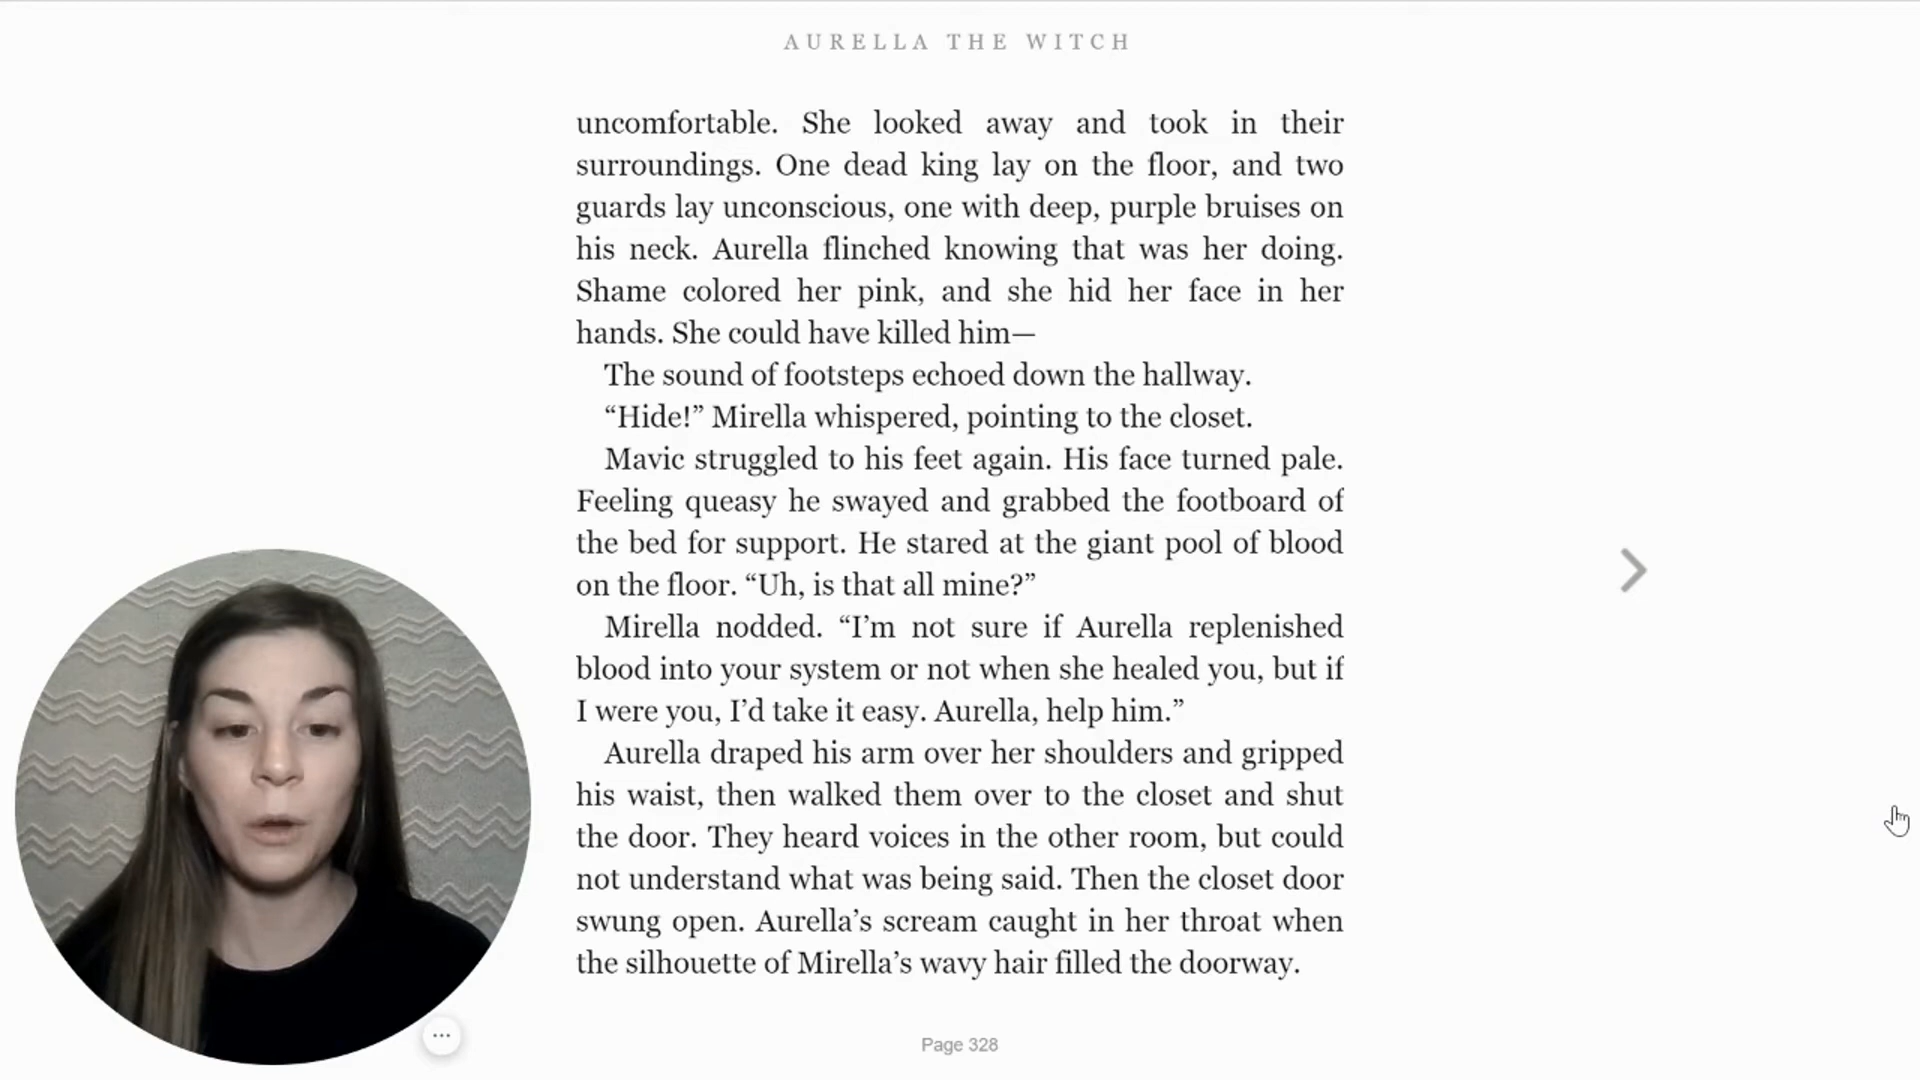 AURELLA THE WITCH
uncomfortable. She looked away and took in their
surroundings. One dead king lay on the floor, and two
guards lay unconscious, one with deep, purple bruises on
his neck. Aurella flinched knowing that was her doing.
Shame colored her pink, and she hid her face in her
hands. She could have killed him—
The sound of footsteps echoed down the hallway.
“Hide!” Mirella whispered, pointing to the closet.
Mavic struggled to his feet again. His face turned pale.
Feeling queasy he swayed and grabbed the footboard of
the bed for support. He stared at the giant pool of blood
on the floor. “Uh, is that all mine?”
Mirella nodded. “I’m not sure if Aurella replenished
blood into your system or not when she healed you, but if
I were you, I’d take it easy. Aurella, help him.”
Aurella draped his arm over her shoulders and gripped
his waist, then walked them over to the closet and shut
the door. They heard voices in the other room, but could
not understand what was being said. Then the closet door
swung open. Aurella’s scream caught in her throat when
the silhouette of Mirella’s wavy hair filled the doorway.
Page 328